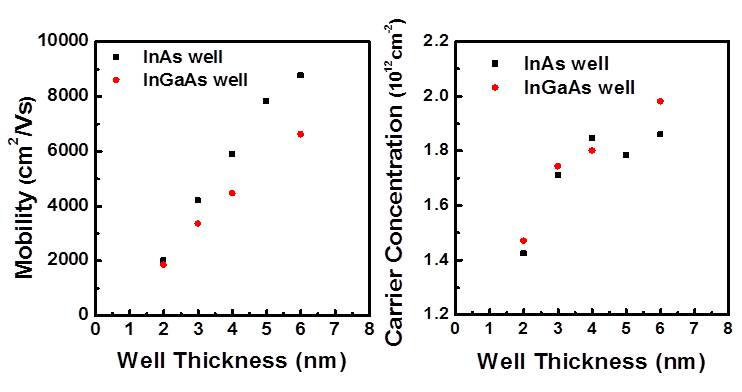 10000
8000
6000
4000
2000
0
Mobility (cm²/Vs)
InAs well
InGaAs well
0 1 2 3 4 5 6 7 8
Well Thickness (nm)
2.2
2.0
1.8
1.6
1.4
1.2
Carrier Concentration (10¹²cm⁻²)
InAs well
InGaAs well
0 1 2 3 4 5 6 7 8
Well Thickness (nm)